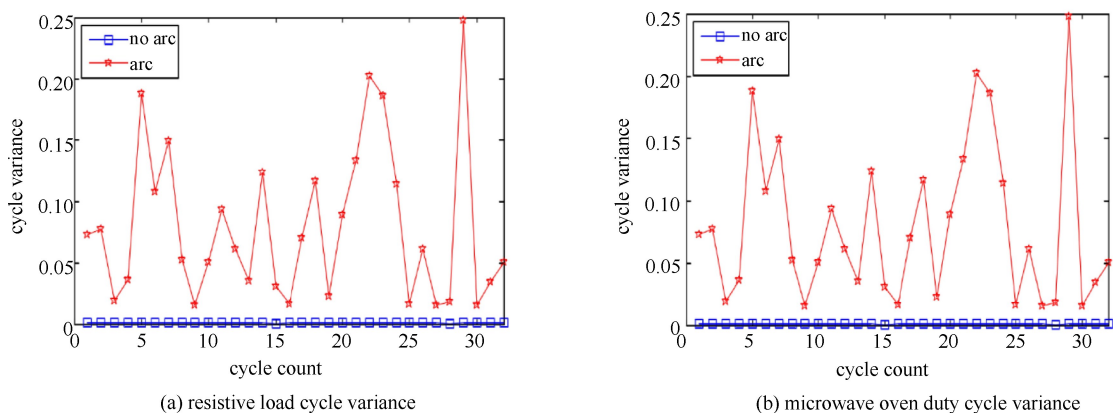 0.25
0.20
0.15
0.10
0.05
0
cycle variance
no arc
arc
0 5 10 15 20 25 30
cycle count
(a) resistive load cycle variance
0.25
0.20
0.15
0.10
0.05
0
cycle variance
no arc
arc
0 5 10 15 20 25 30
cycle count
(b) microwave oven duty cycle variance